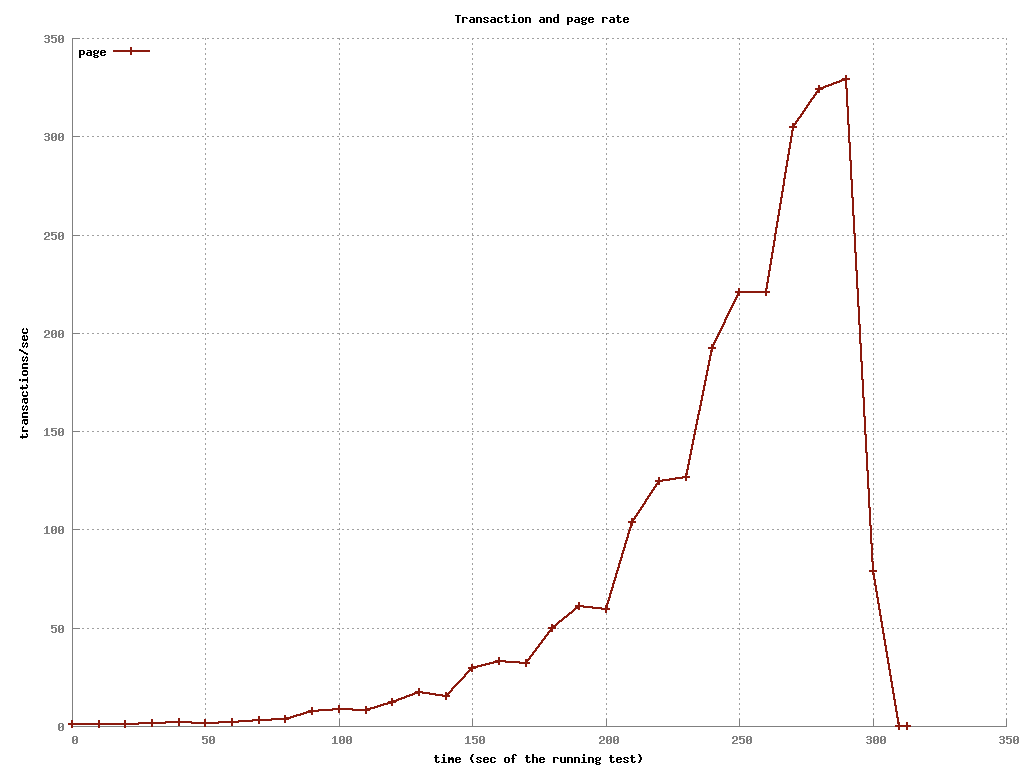 Transaction and page rate
350
page
300
250
200
transactions/sec
150
100
50
0
0 50 100 150 200 250 300 350
time (sec of the running test)